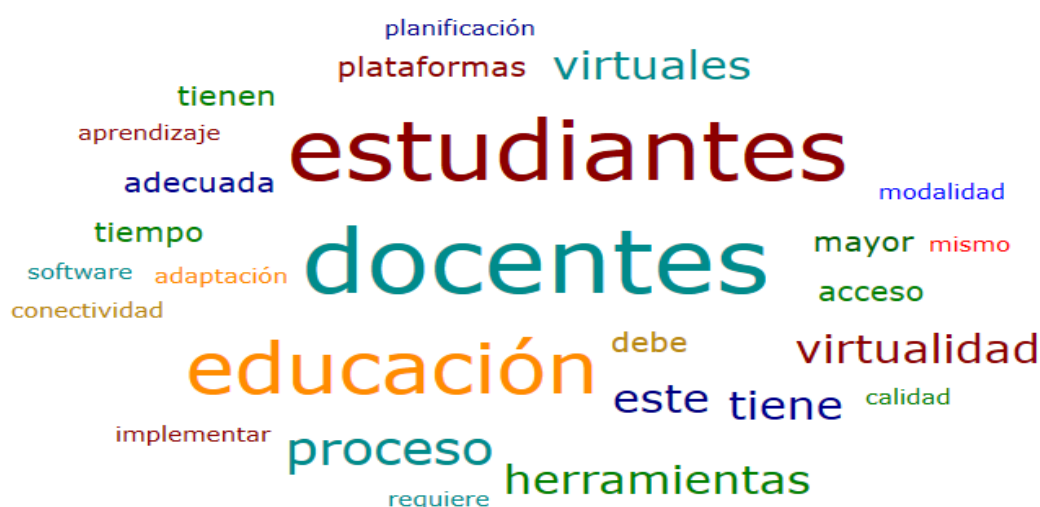 planificación
plataformas virtuales
tienen
aprendizaje estudiantes
adecuada modalidad
tiempo docentes mayor mismo
software adaptación acceso
conectividad
educación debe virtualidad
este tiene calidad
implementar proceso
herramientas
requiere